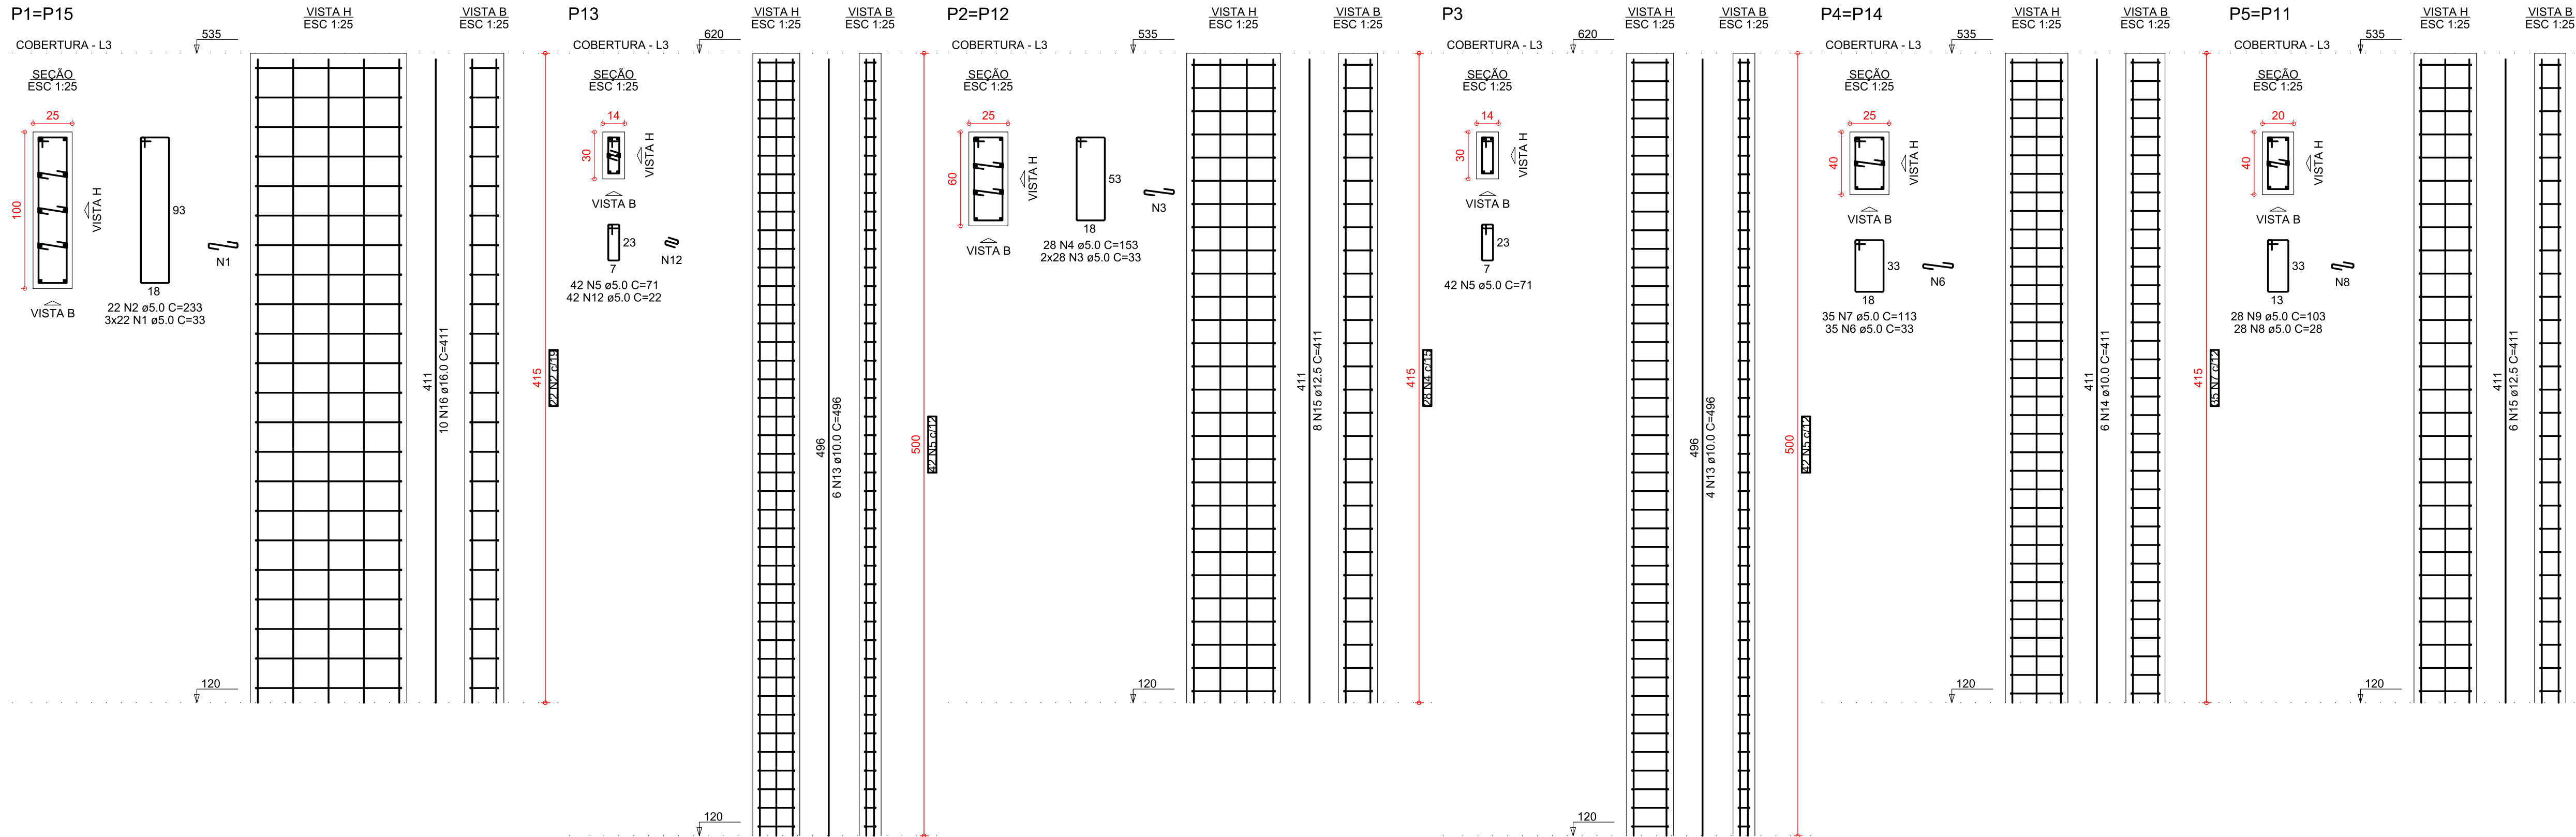 P1=P15
VISTA H
ESC 1:25
VISTA B
ESC 1:25
COBERTURA - L3
535
SEÇÃO
ESC 1:25
25
100
VISTA H
VISTA B
93
18
N1
22 N2 ø5.0 C=233
3x22 N1 ø5.0 C=33
411
10 N16 ø16.0 C=411
415
22 N2 c/19
120
P13
VISTA H
ESC 1:25
VISTA B
ESC 1:25
COBERTURA - L3
620
SEÇÃO
ESC 1:25
14
30
VISTA H
VISTA B
23
7
N12
42 N5 ø5.0 C=71
42 N12 ø5.0 C=22
496
6 N13 ø10.0 C=496
500
42 N5 c/12
120
P2=P12
VISTA H
ESC 1:25
VISTA B
ESC 1:25
COBERTURA - L3
535
SEÇÃO
ESC 1:25
25
60
VISTA H
VISTA B
53
18
N3
28 N4 ø5.0 C=153
2x28 N3 ø5.0 C=33
411
8 N15 ø12.5 C=411
415
28 N4 c/15
120
P3
VISTA H
ESC 1:25
VISTA B
ESC 1:25
COBERTURA - L3
620
SEÇÃO
ESC 1:25
14
30
VISTA H
VISTA B
23
7
42 N5 ø5.0 C=71
496
4 N13 ø10.0 C=496
500
42 N5 c/12
120
P4=P14
VISTA H
ESC 1:25
VISTA B
ESC 1:25
COBERTURA - L3
535
SEÇÃO
ESC 1:25
25
40
VISTA H
VISTA B
33
18
N6
35 N7 ø5.0 C=113
35 N6 ø5.0 C=33
411
6 N14 ø10.0 C=411
415
35 N7 c/12
120
P5=P11
VISTA H
ESC 1:25
VISTA B
ESC 1:25
COBERTURA - L3
535
SEÇÃO
ESC 1:25
20
40
VISTA H
VISTA B
33
13
N8
28 N9 ø5.0 C=103
28 N8 ø5.0 C=28
411
6 N15 ø12.5 C=411
120